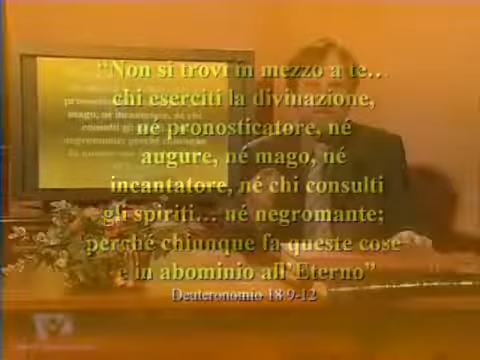 "Non si trovi in mezzo a te...
chi eserciti la divinazione,
né pronosticatore, né
augure, né mago, né
incantatore, né chi consulti
gli spiriti... né negromante;
perché chiunque fa queste cose
è in abominio all'Eterno"
Deuteronomio 18:9-12